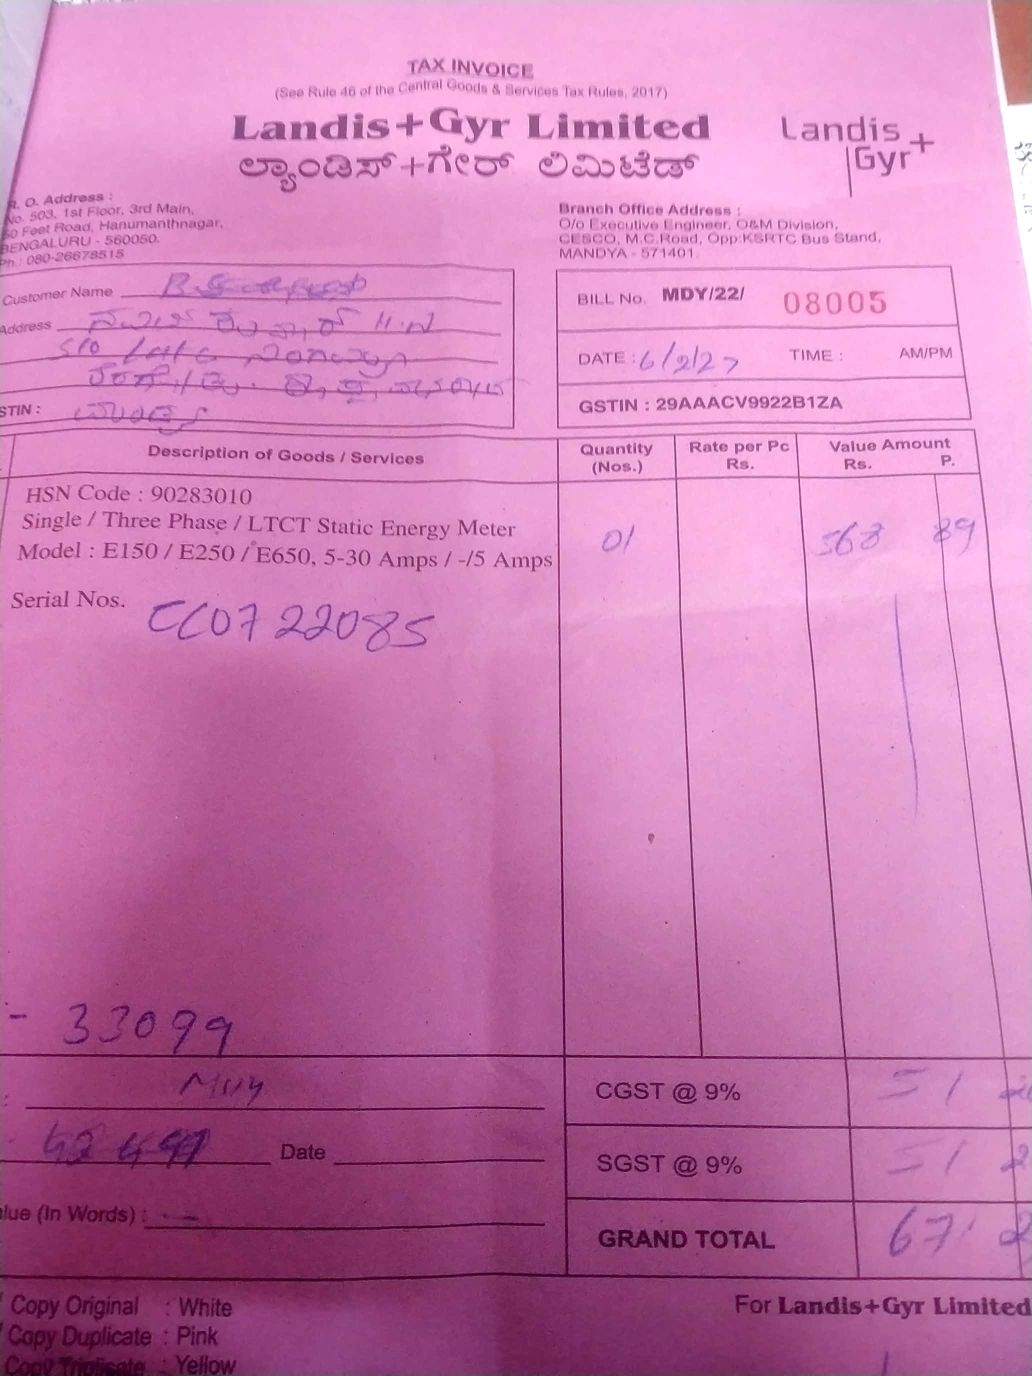 TAX INVOICE
(See Rule 46 of the Central Goods & Services Tax Rules, 2017)
Landis+Gyr Limited
ಲ್ಯಾಂಡಿಸ್+ಗೇರ್ ಲಿಮಿಟೆಡ್
Landis
Gyr+
R. O. Address :
No. 503, 1st Floor, 3rd Main,
Feet Road, Hanumanthnagar,
BENGALURU - 560050.
Ph.: 080-26678515
Branch Office Address :
O/o Executive Engineer, O&M Division,
CESCO, M.C.Road, Opp:KSRTC Bus Stand,
MANDYA - 571401.
Customer Name
Address
S/o Late
STIN :
BILL No. MDY/22/ 08005
DATE : 6/2/2 TIME : AM/PM
GSTIN : 29AAACV9922B1ZA
Description of Goods / Services
Quantity (Nos.)
Rate per Pc Rs.
Value Amount Rs. P.
HSN Code : 90283010
Single / Three Phase / LTCT Static Energy Meter
Model : E150 / E250 / E650, 5-30 Amps / -/5 Amps
01 568 89
Serial Nos. CC0722085
- 33099
CGST @ 9% 51
Date
SGST @ 9% 51
lue (In Words) :
GRAND TOTAL 671
Copy Original : White
Copy Duplicate : Pink
Copy Triplicate : Yellow
For Landis+Gyr Limited